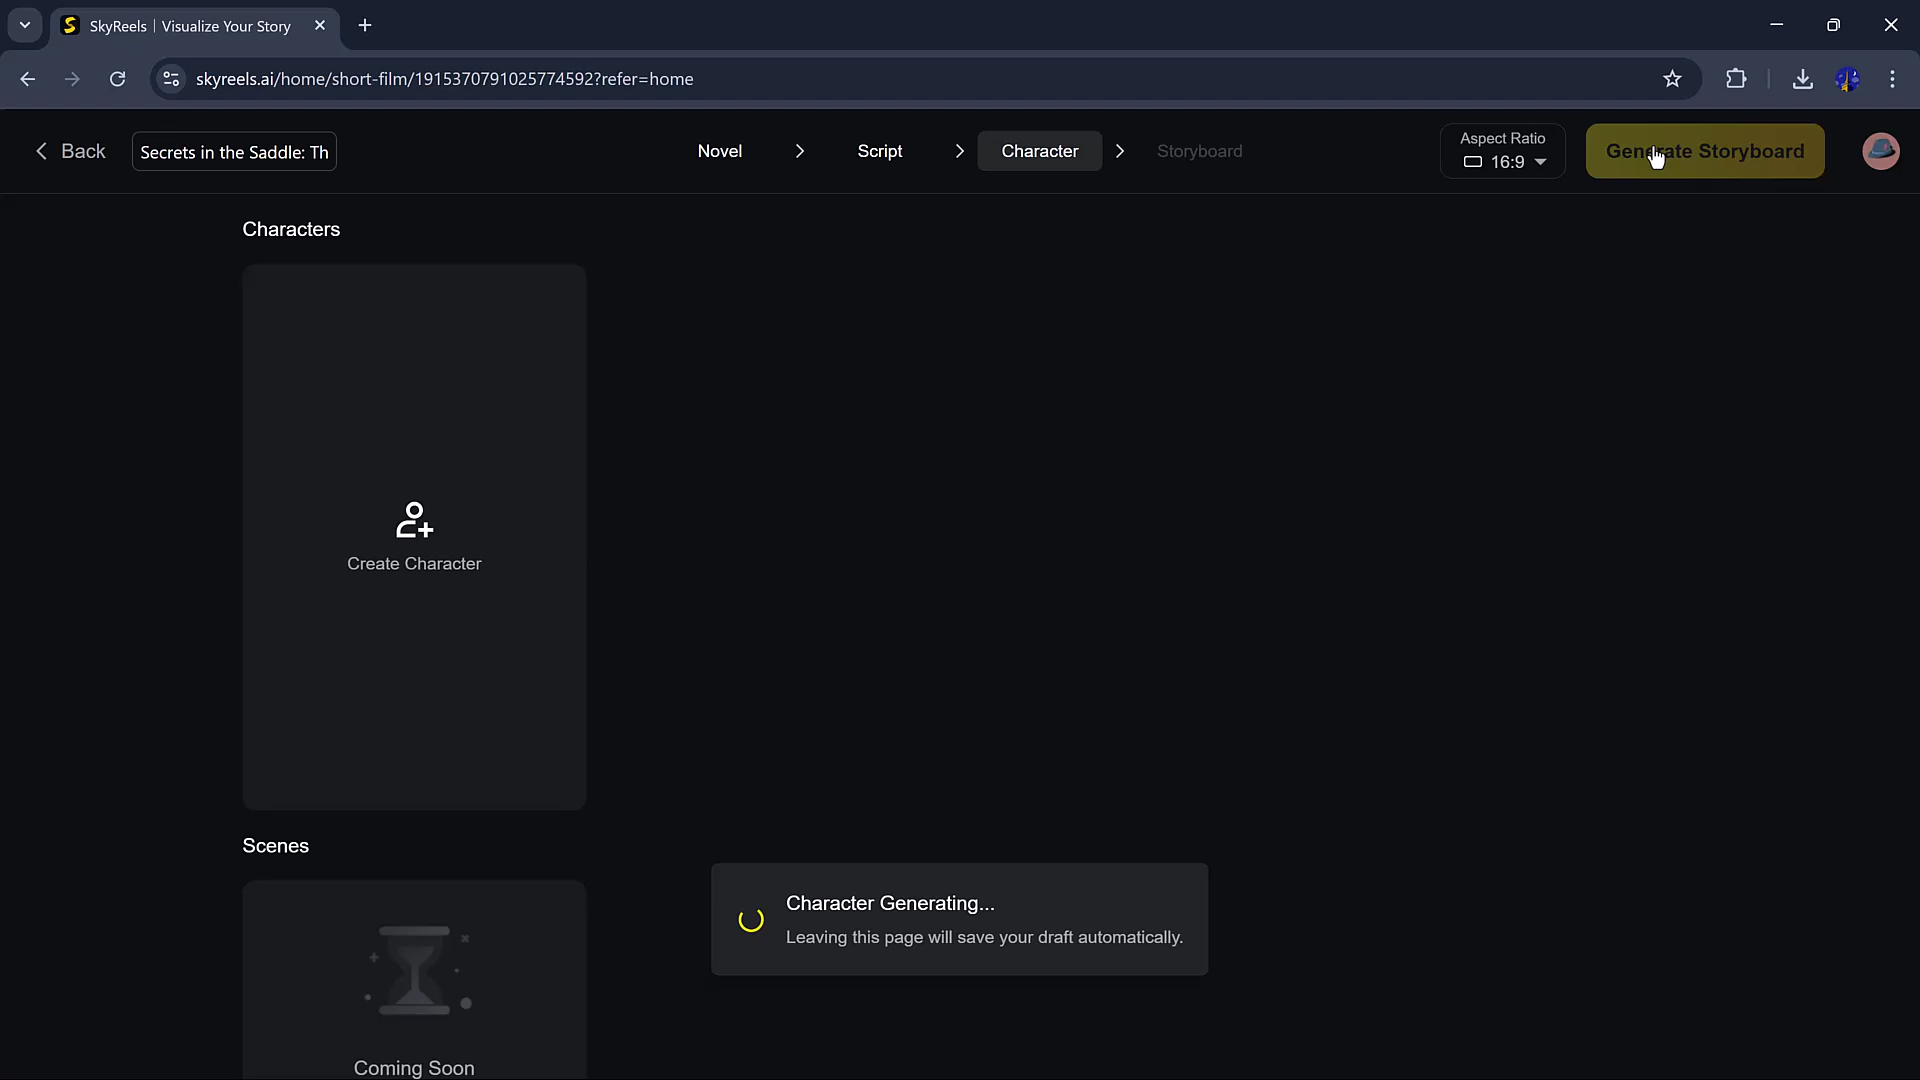 SkyReels | Visualize Your Story
skyreels.ai/home/short-film/1915370791025774592?refer=home
Back
Secrets in the Saddle: Th
Novel
Script
Character
Storyboard
Aspect Ratio
16:9
Generate Storyboard
Characters
Create Character
Scenes
Character Generating...
Leaving this page will save your draft automatically.
Coming Soon